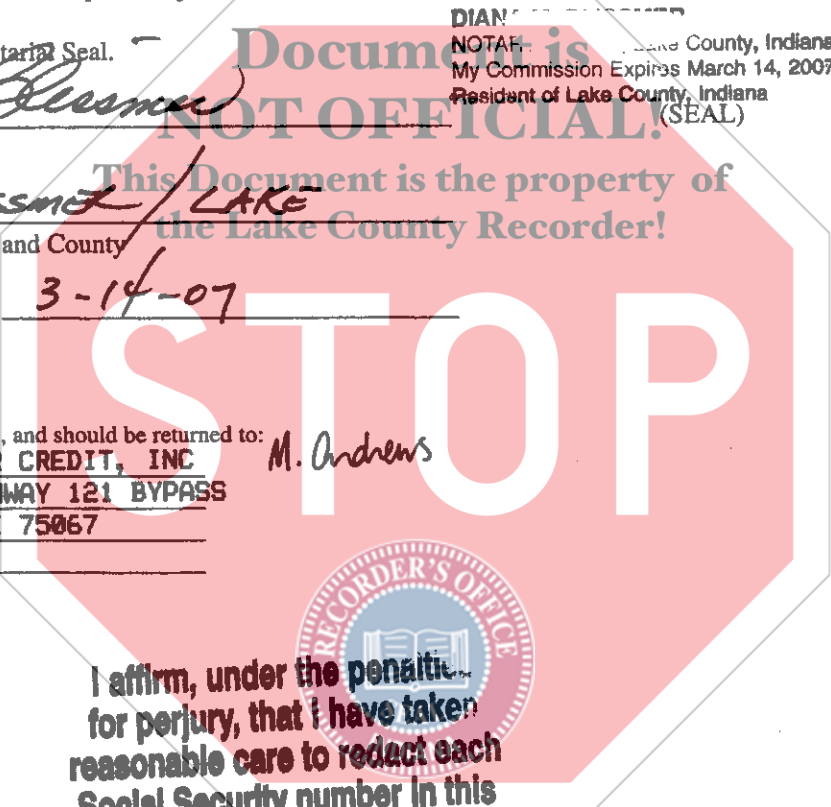 DIAN
tarial Seal.
Document is
NOTAR County, Indiana
My Commission Expires March 14, 2007
Resident of Lake County, Indiana
(SEAL)
NOT OFFICIAL!
This Document is the property of
the Lake County Recorder!
SSMER / LAKE
and County
3-14-07
STOP
, and should be returned to:
M. Andrews
CREDIT, INC
WAY 121 BYPASS
75067
RECORDER'S OFFICE
I affirm, under the penalties
for perjury, that I have taken
reasonable care to redact each
Social Security number in this